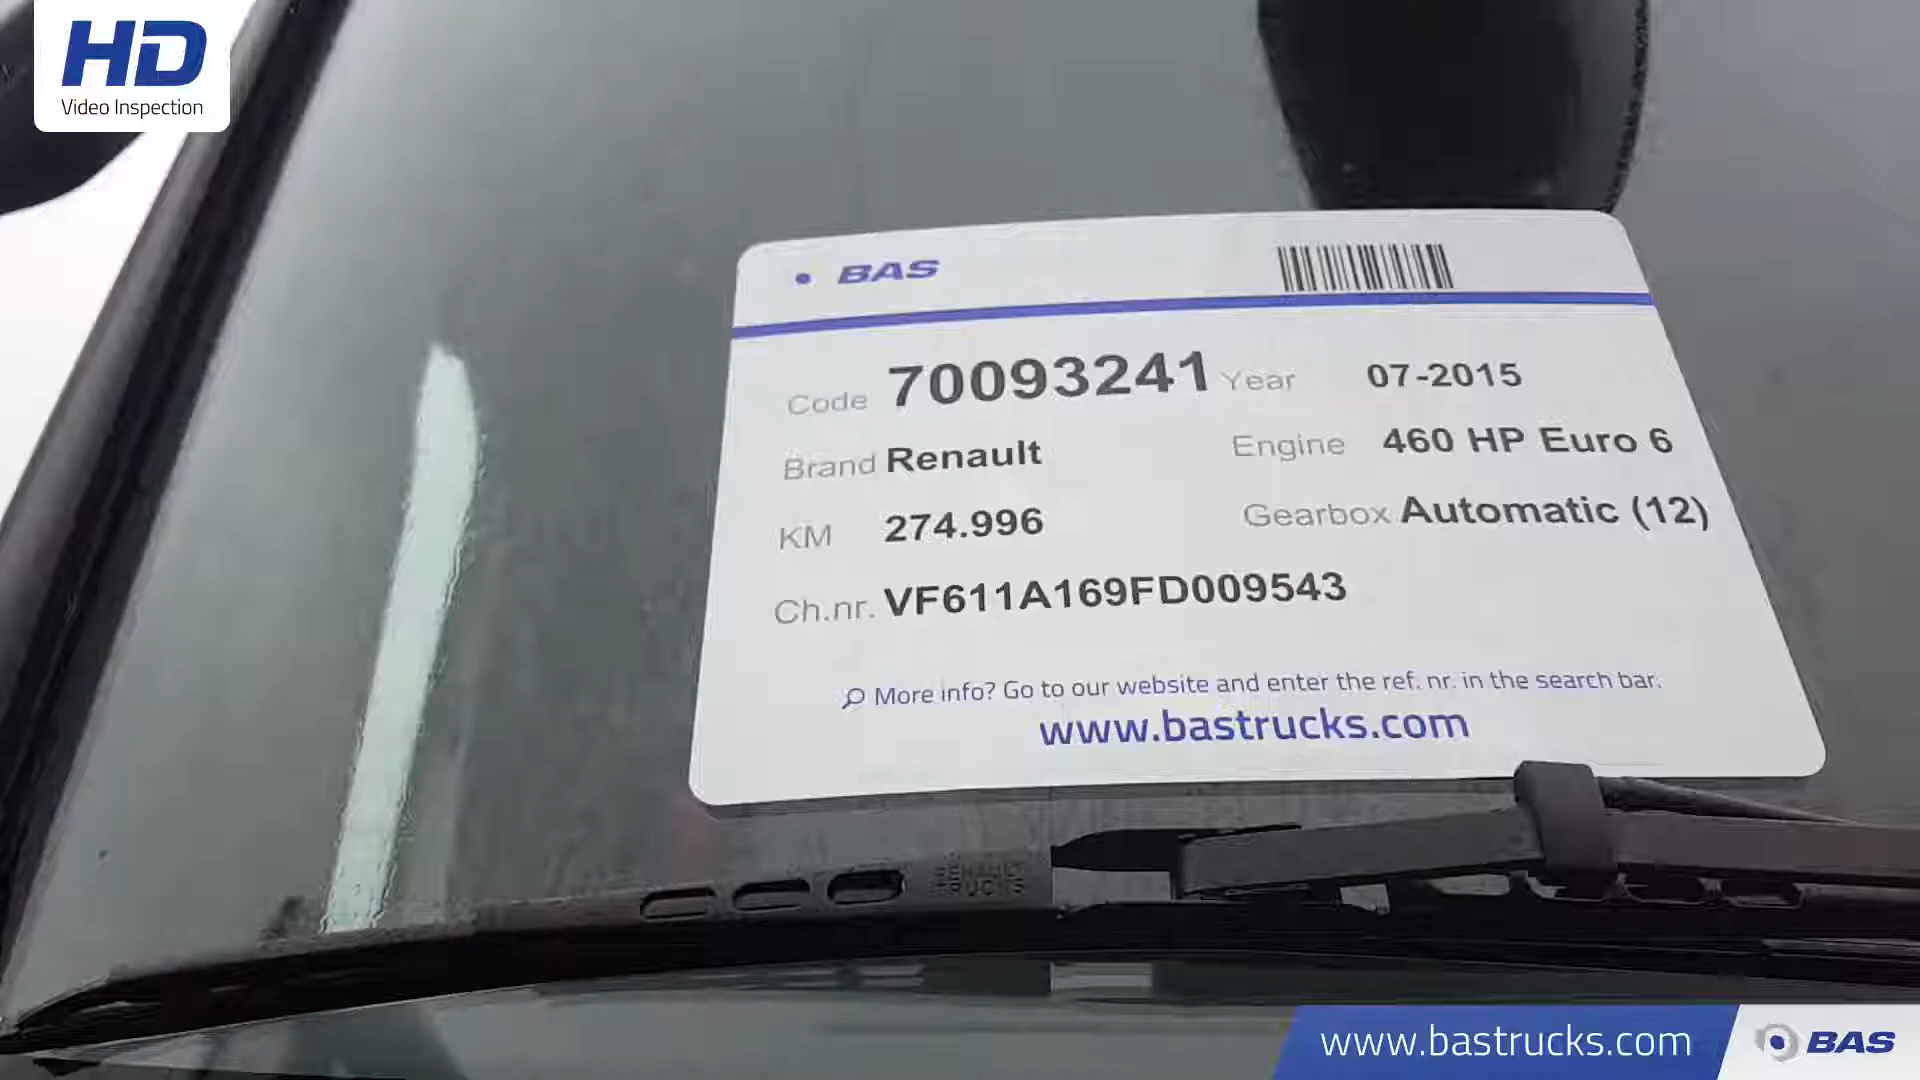 HD
Video Inspection
BAS
Code 70093241 Year 07-2015
Brand Renault Engine 460 HP Euro 6
KM 274.996 Gearbox Automatic (12)
Ch.nr. VF611A169FD009543
More info? Go to our website and enter the ref. nr. in the search bar.
www.bastrucks.com
RENAULT
TRUCKS
www.bastrucks.com BAS